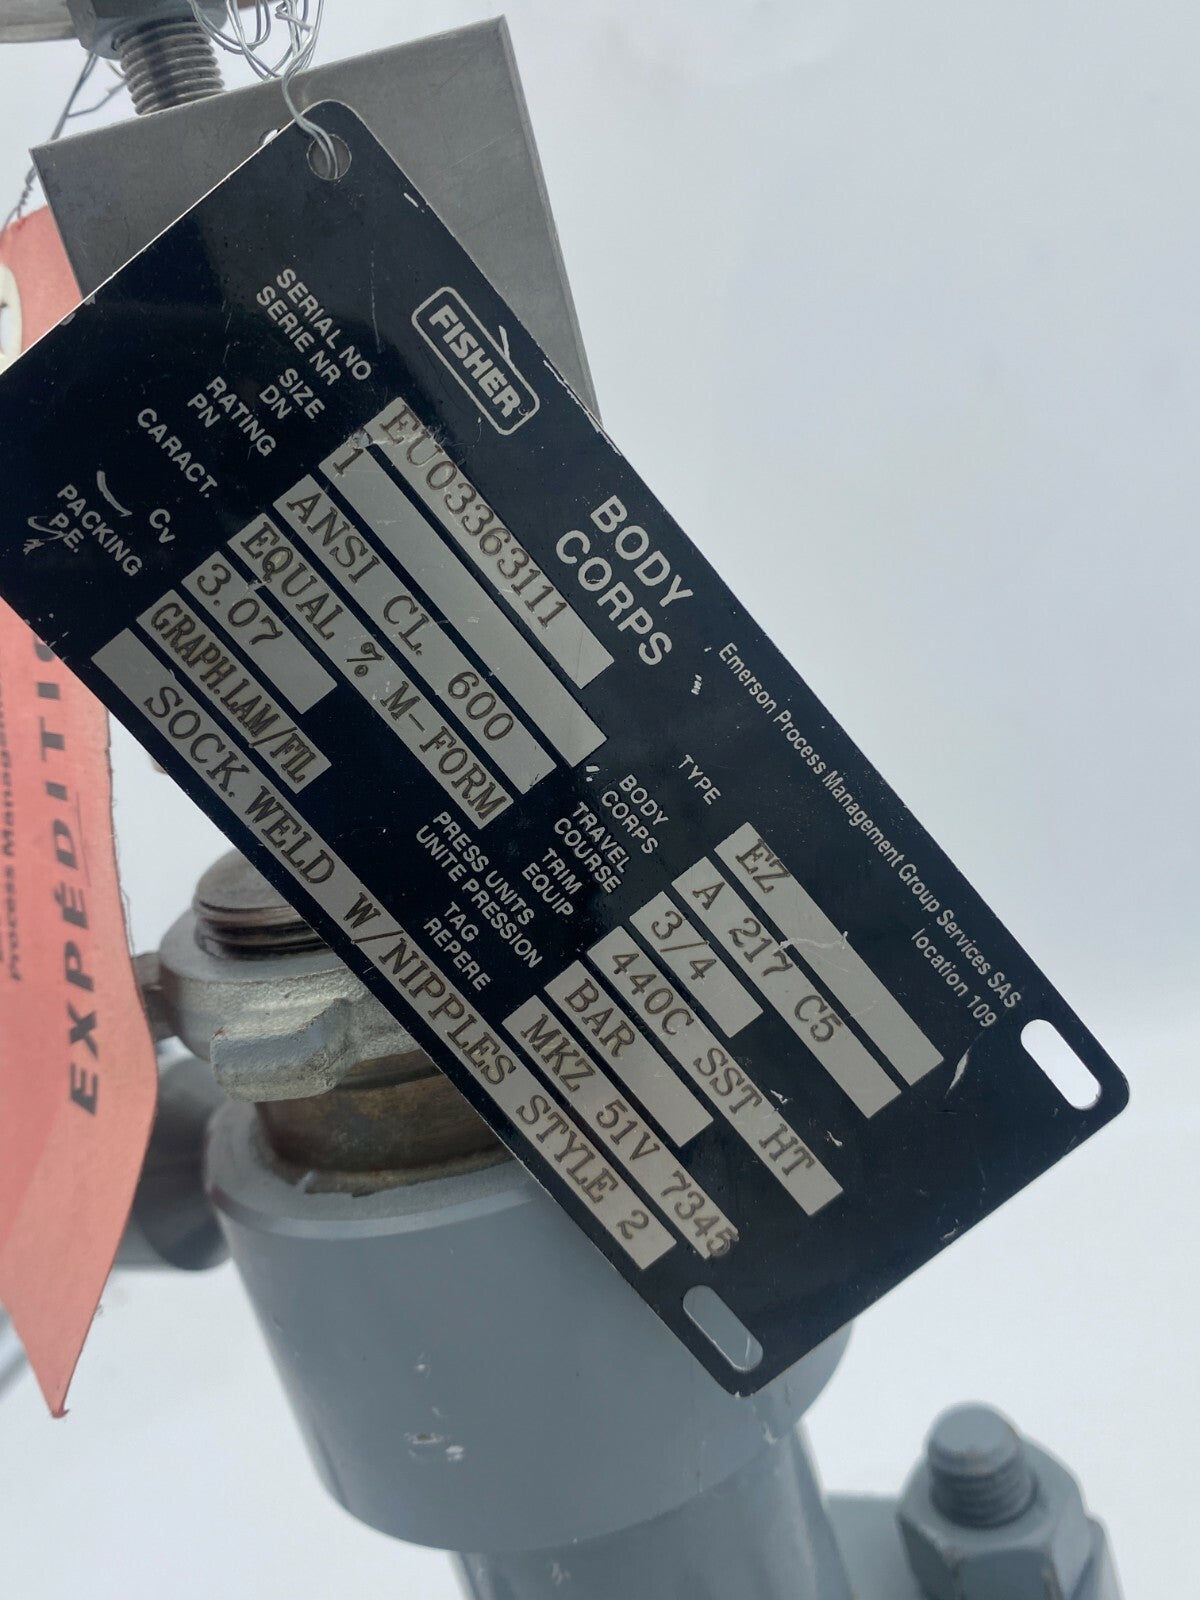 FISHER
BODY
CORPS
Emerson Process Management Group Services SAS
location 109
SERIAL NO
SERIE NR
EU03363111
SIZE
DN
1
RATING
PN
ANSI CL. 600
CARACT.
EQUAL % M-FORM
Cv
3.07
PACKING
P.E.
GRAPH.LAM/FIL
SOCK. WELD W/NIPPLES STYLE 2
TYPE
EZ
BODY
CORPS
A 217 C5
TRAVEL
COURSE
3/4
TRIM
EQUIP
440C SST HT
PRESS UNITS
UNITE PRESSION
BAR
TAG
REPERE
MKZ 51V 7345
Process
EXPÉDITI